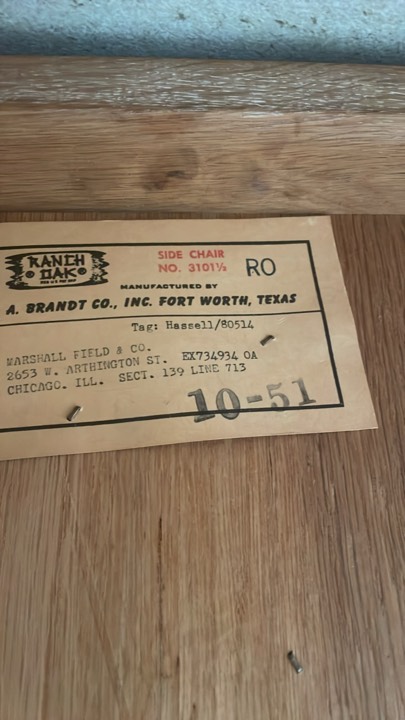 RANCH
OAK
SIDE CHAIR
NO. 3101½
RO
MANUFACTURED BY
A. BRANDT CO., INC. FORT WORTH, TEXAS
Tag: Hassell/80514
MARSHALL FIELD & CO.
2653 W. ARTHINGTON ST. EX734934 OA
CHICAGO. ILL. SECT. 139 LINE 713
10-51